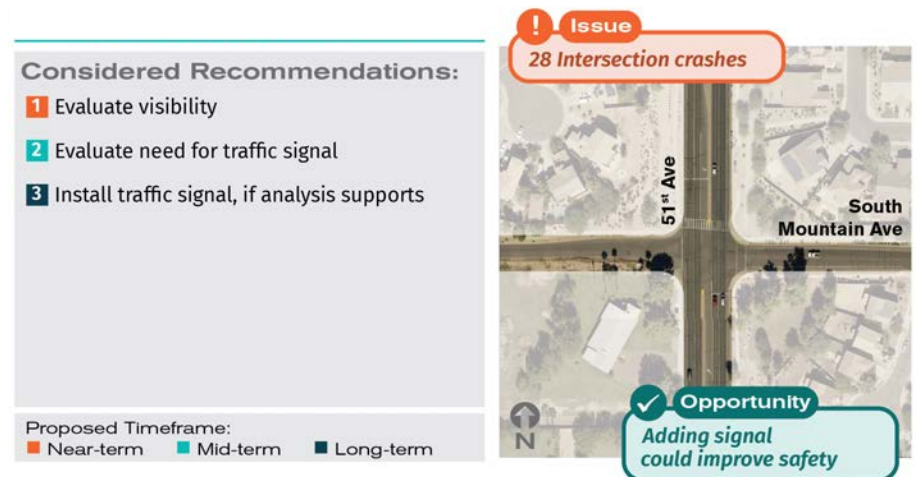 Considered Recommendations:
1 Evaluate visibility
2 Evaluate need for traffic signal
3 Install traffic signal, if analysis supports
Proposed Timeframe:
Near-term Mid-term Long-term
! Issue
28 Intersection crashes
51st Ave
South
Mountain Ave
N
Opportunity
Adding signal
could improve safety